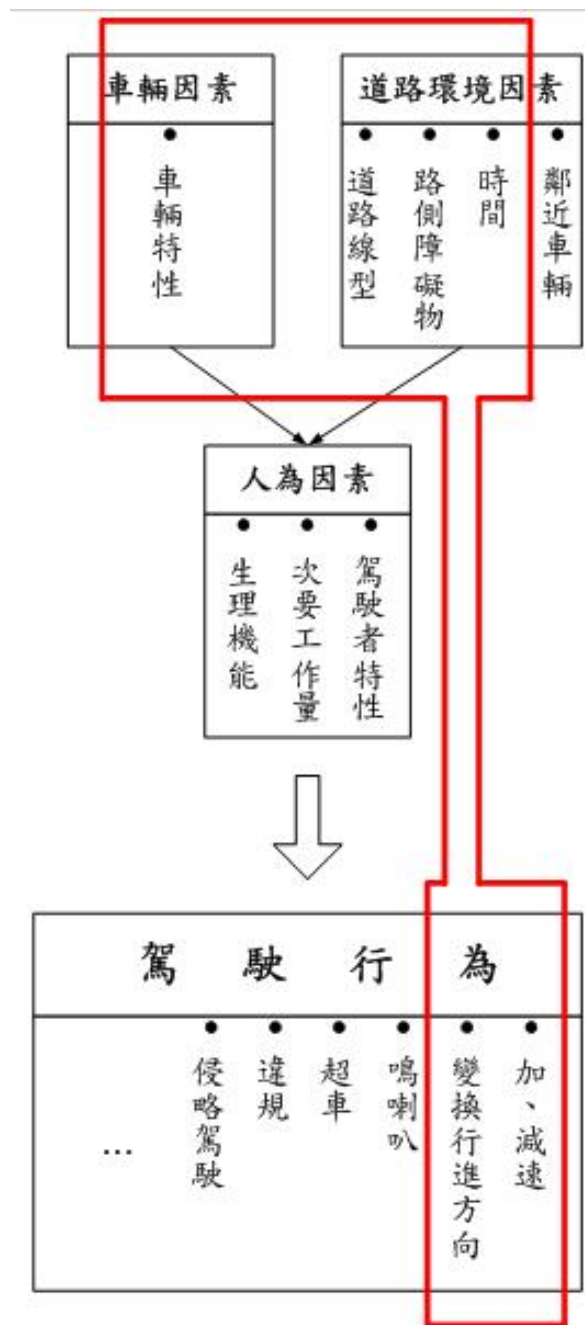 車輛因素
車輛特性
道路環境因素
道路線型
路側障礙物
時間
鄰近車輛
人為因素
生理機能
次要工作量
駕駛者特性
駕駛行為
...
侵略駕駛
違規
超車
鳴喇叭
變換行進方向
加、減速